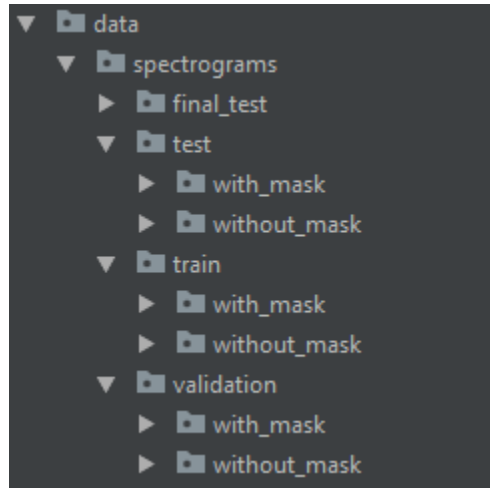 data
spectrograms
final_test
test
with_mask
without_mask
train
with_mask
without_mask
validation
with_mask
without_mask